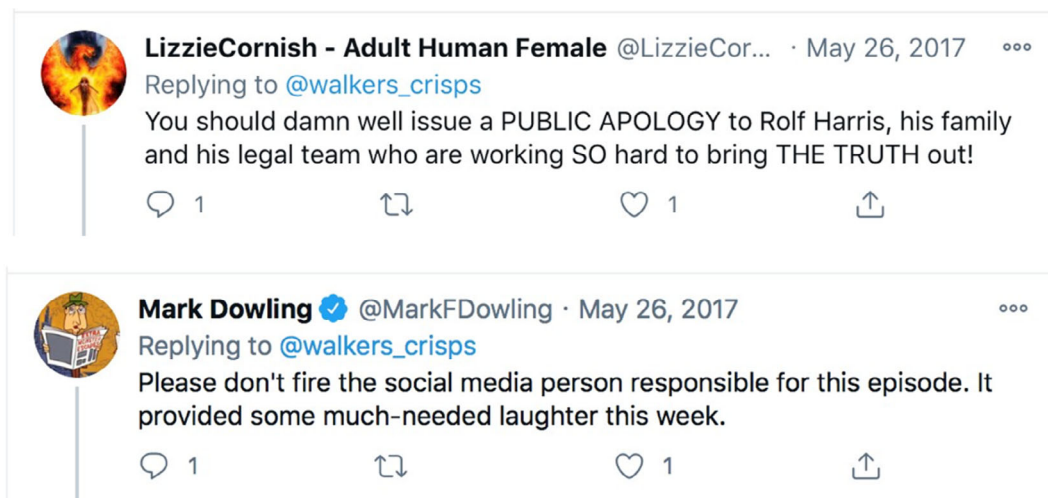 LizzieCornish - Adult Human Female @LizzieCor... · May 26, 2017
Replying to @walkers_crisps
You should damn well issue a PUBLIC APOLOGY to Rolf Harris, his family
and his legal team who are working SO hard to bring THE TRUTH out!
1 1
Mark Dowling @MarkFDowling · May 26, 2017
Replying to @walkers_crisps
Please don't fire the social media person responsible for this episode. It
provided some much-needed laughter this week.
1 1